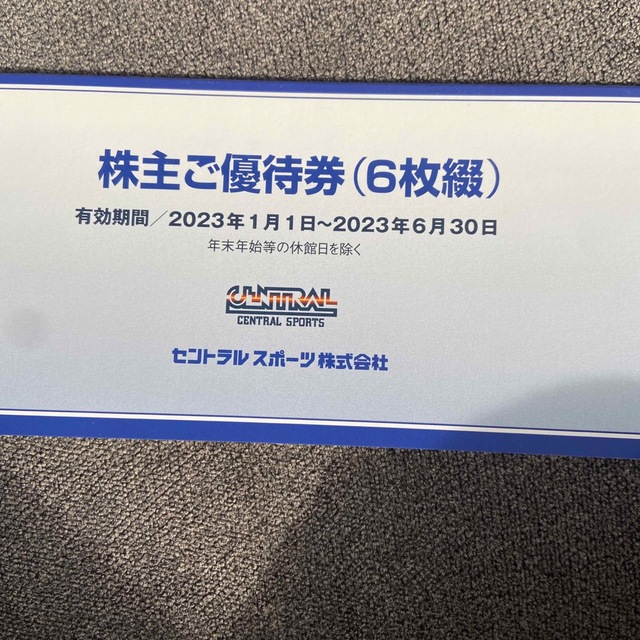 株主ご優待券(6枚綴)
有効期間/2023年1月1日~2023年6月30日
年末年始等の休館日を除く
CENTRAL
CENTRAL SPORTS
セントラルスポーツ株式会社